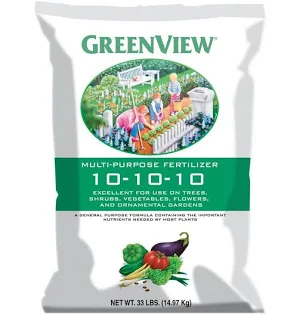 GREENVIEW®
MULTI-PURPOSE FERTILIZER
10-10-10
EXCELLENT FOR USE ON TREES,
SHRUBS, VEGETABLES, FLOWERS,
AND ORNAMENTAL GARDENS
A GENERAL PURPOSE FORMULA CONTAINING THE IMPORTANT
NUTRIENTS NEEDED BY MOST PLANTS
NET WT. 33 LBS. (14.97 KG)